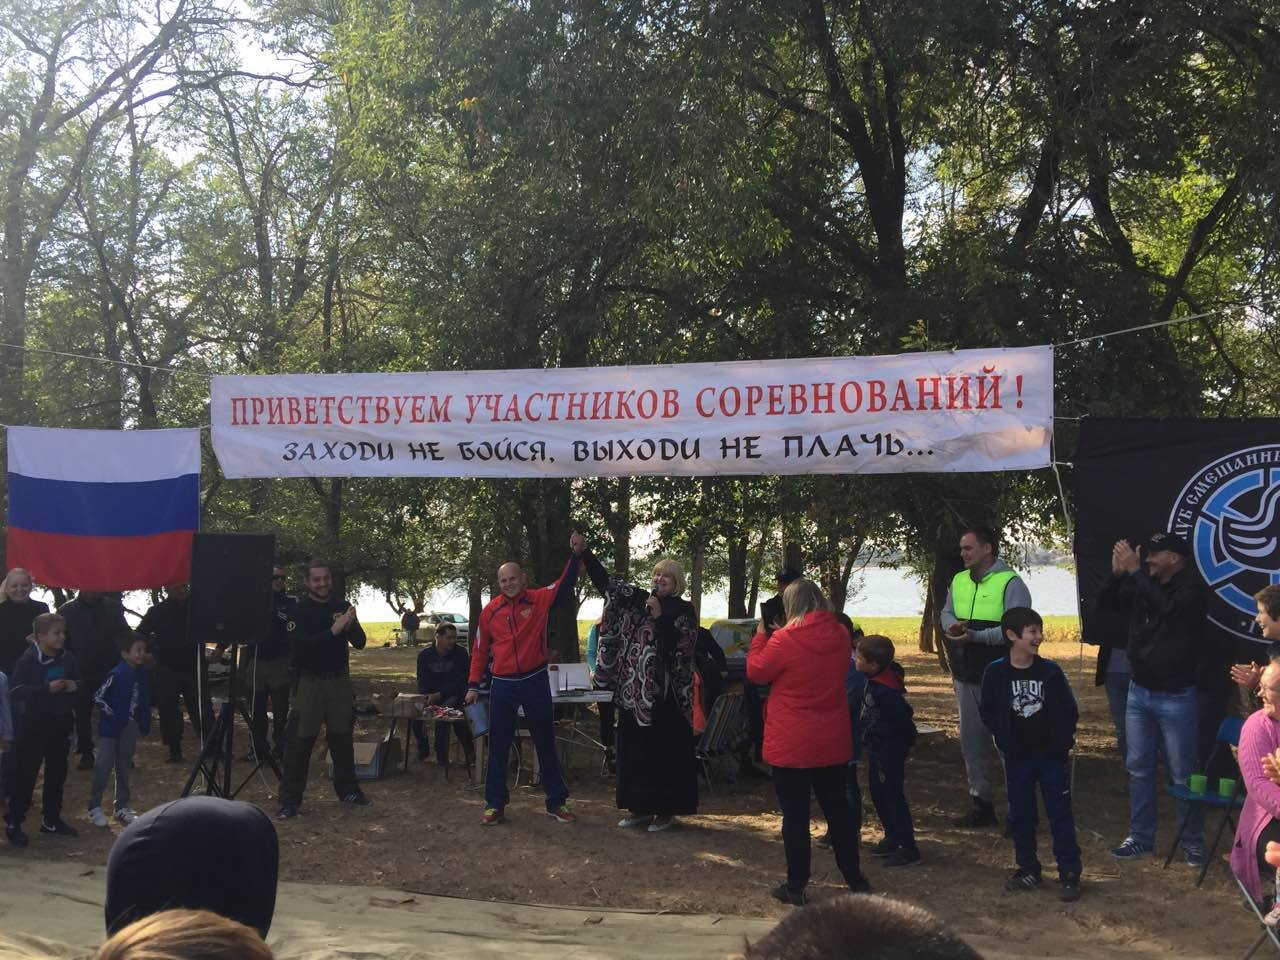 ПРИВЕТСТВУЕМ УЧАСТНИКОВ СОРЕВНОВАНИЙ!
ЗАХОДИ НЕ БОЙСЯ, ВЫХОДИ НЕ ПЛАЧЬ...